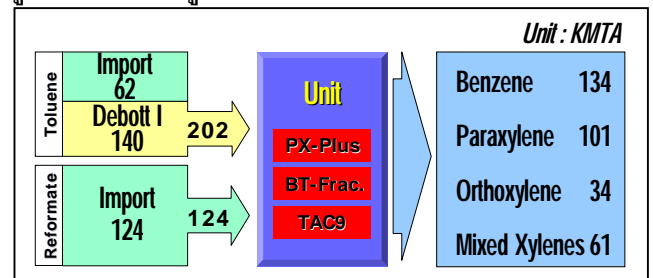 Unit : KMTA
Toluene
Import
62
Debott I
140
202
Reformate
Import
124
124
Unit
PX-Plus
BT-Frac.
TAC9
Benzene 134
Paraxylene 101
Orthoxylene 34
Mixed Xylenes 61